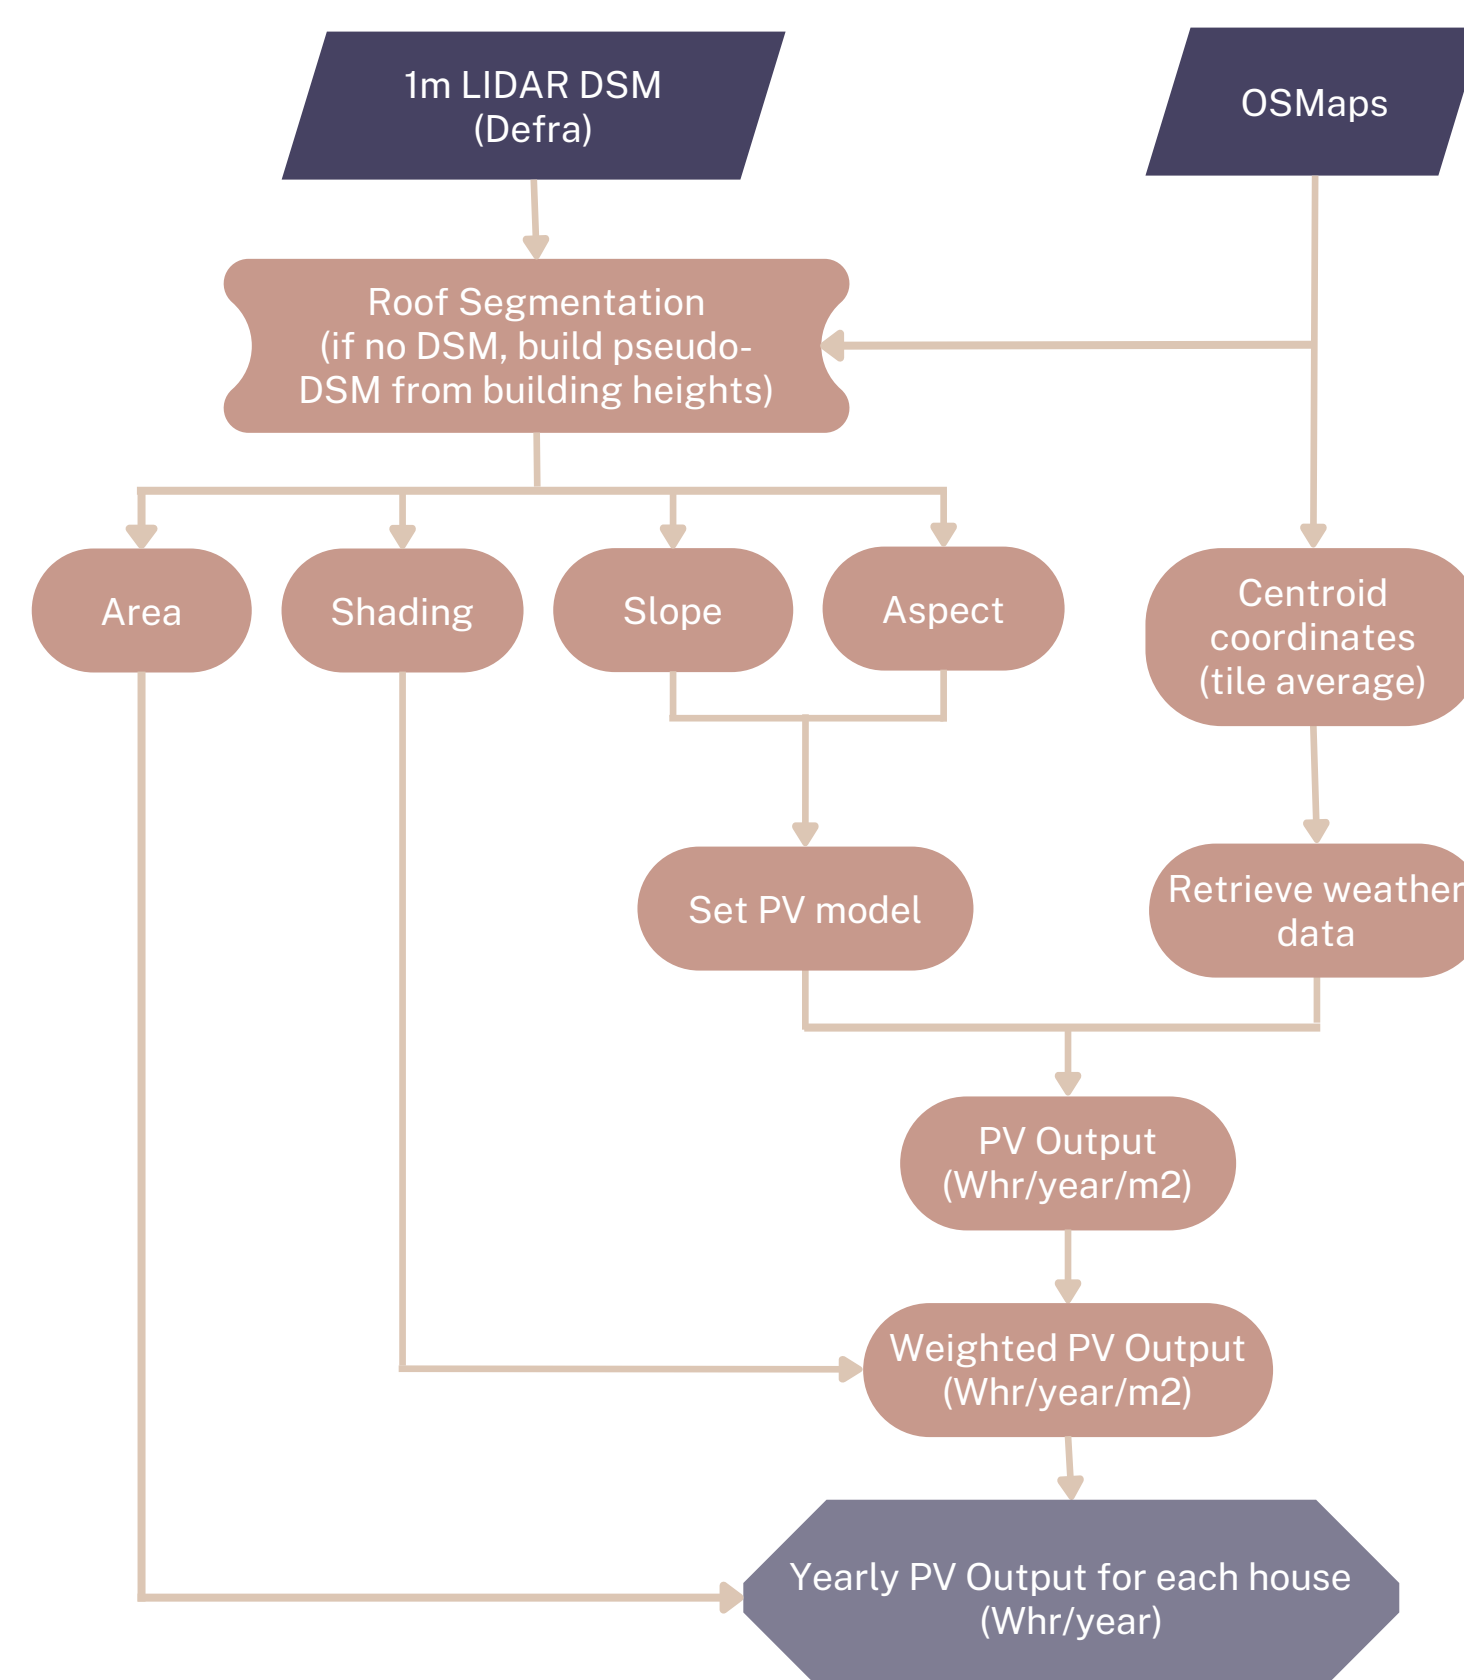 1m LIDAR DSM
(Defra)
OSMaps
Roof Segmentation
(if no DSM, build pseudo-
DSM from building heights)
Area
Shading
Slope
Aspect
Centroid
coordinates
(tile average)
Set PV model
Retrieve weather
data
PV Output
(Whr/year/m2)
Weighted PV Output
(Whr/year/m2)
Yearly PV Output for each house
(Whr/year)